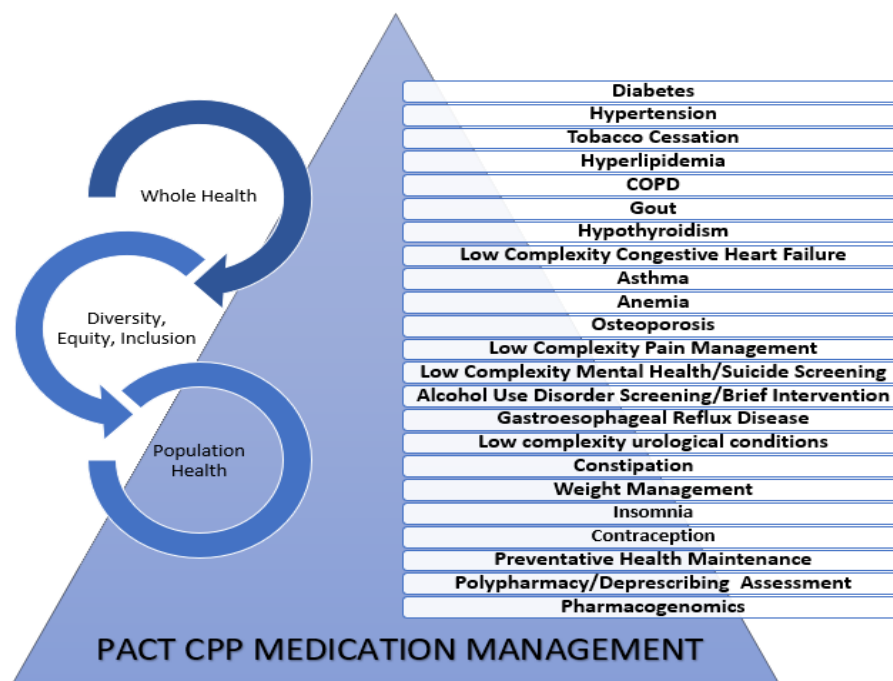 Whole Health
Diversity,
Equity, Inclusion
Population
Health
Diabetes
Hypertension
Tobacco Cessation
Hyperlipidemia
COPD
Gout
Hypothyroidism
Low Complexity Congestive Heart Failure
Asthma
Anemia
Osteoporosis
Low Complexity Pain Management
Low Complexity Mental Health/Suicide Screening
Alcohol Use Disorder Screening/Brief Intervention
Gastroesophageal Reflux Disease
Low complexity urological conditions
Constipation
Weight Management
Insomnia
Contraception
Preventative Health Maintenance
Polypharmacy/Deprescribing Assessment
Pharmacogenomics
PACT CPP MEDICATION MANAGEMENT